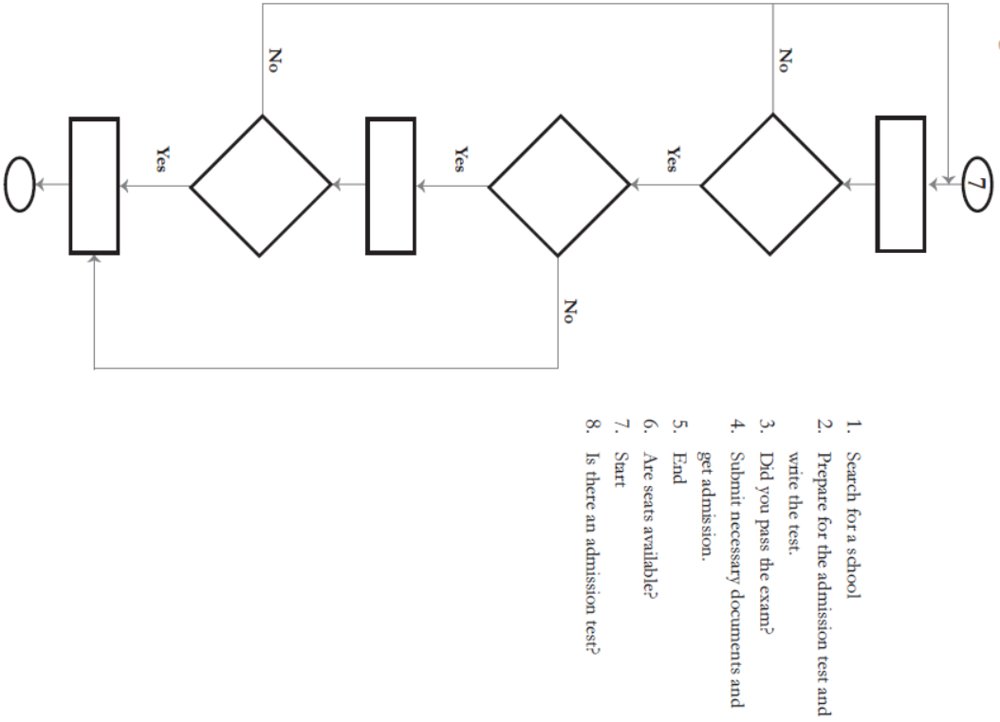 7
No
Yes
No
Yes
No
Yes
1. Search for a school
2. Prepare for the admission test and
write the test.
3. Did you pass the exam?
4. Submit necessary documents and
get admission.
5. End
6. Are seats available?
7. Start
8. Is there an admission test?